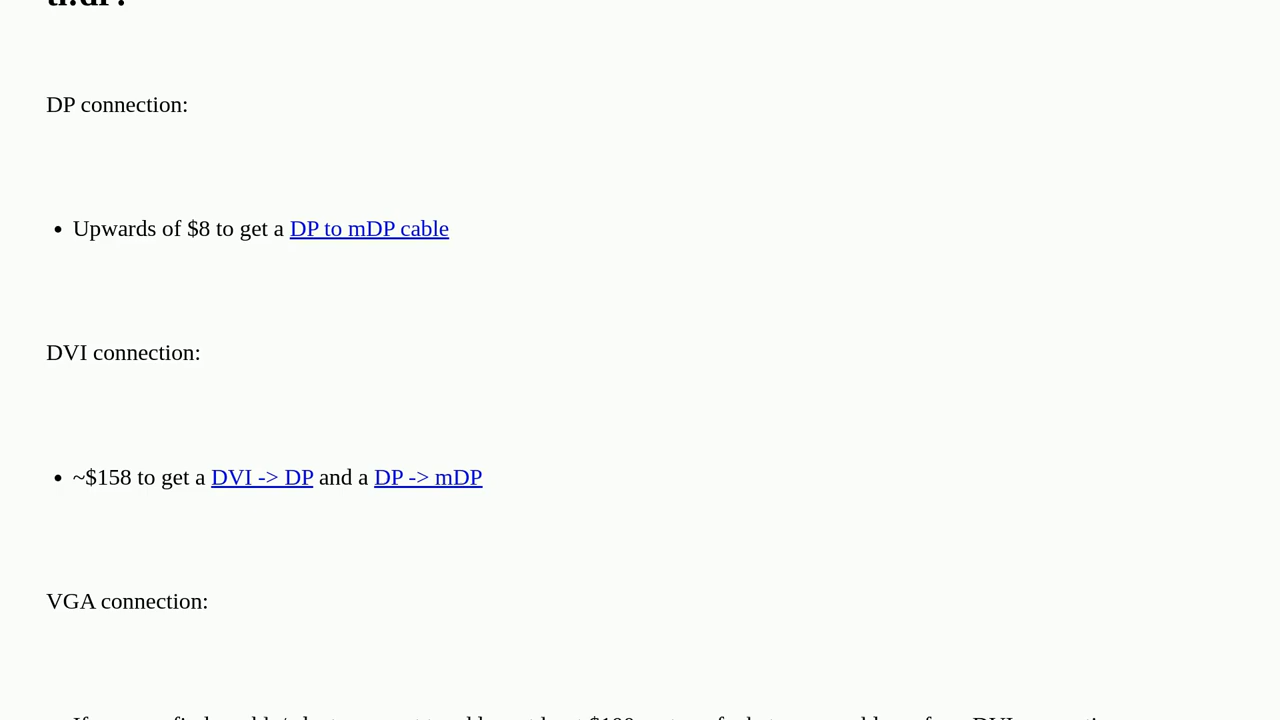 DP connection:
• Upwards of $8 to get a DP to mDP cable
DVI connection:
• ~$158 to get a DVI -> DP and a DP -> mDP
VGA connection: